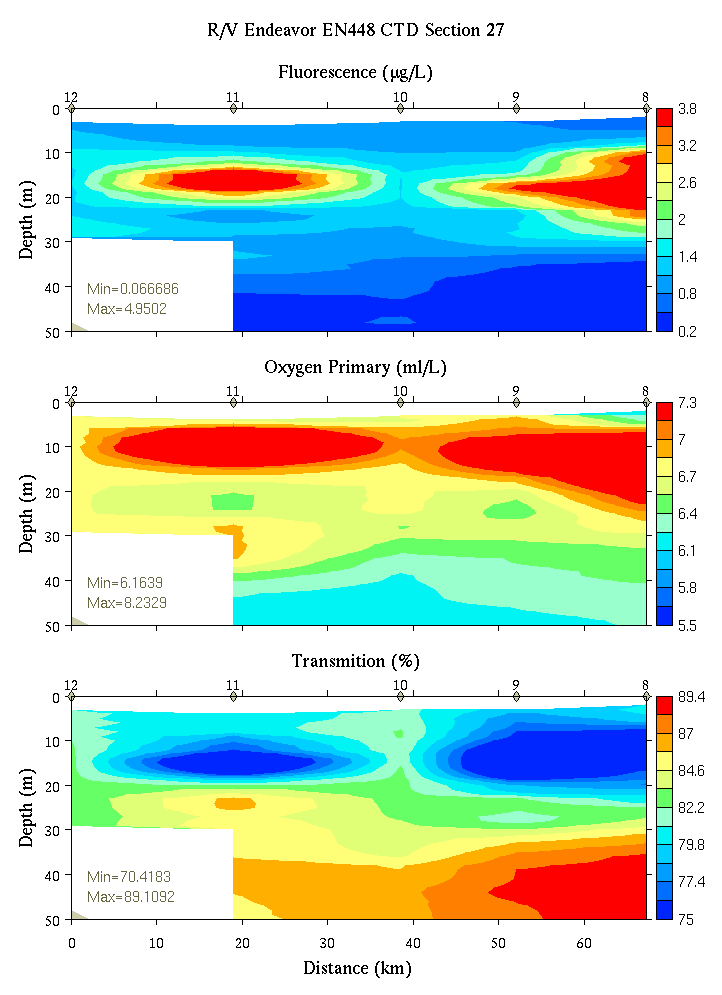 R/V Endeavor EN448 CTD Section 27
Fluorescence (µg/L)
12 11 10 9 8
0
10
20
30
40
50
Depth (m)
Min=0.066686
Max=4.9502
3.8
3.2
2.6
2
1.4
0.8
0.2
Oxygen Primary (ml/L)
12 11 10 9 8
0
10
20
30
40
50
Depth (m)
Min=6.1639
Max=8.2329
7.3
7
6.7
6.4
6.1
5.8
5.5
Transmition (%)
12 11 10 9 8
0
10
20
30
40
50
Depth (m)
Min=70.4183
Max=89.1092
89.4
87
84.6
82.2
79.8
77.4
75
0 10 20 30 40 50 60
Distance (km)